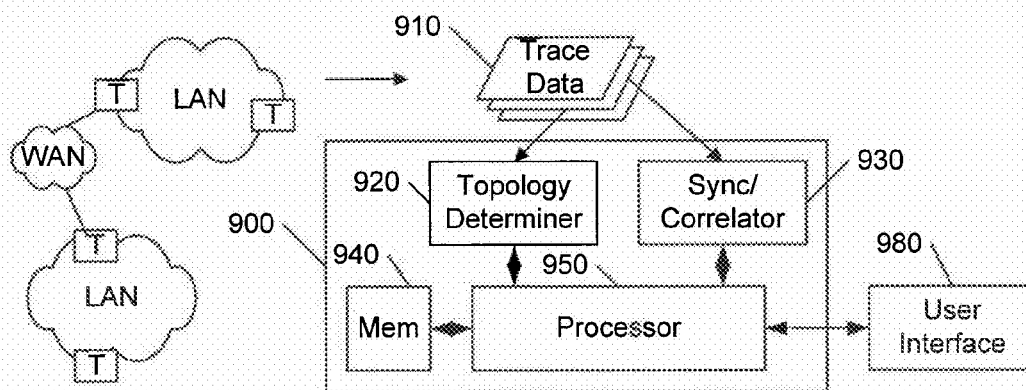 910
Trace
Data
T
LAN
T
WAN
920
Topology
Determiner
Sync/
Correlator
930
900
T
940
950
980
LAN
Mem
Processor
User
Interface
T